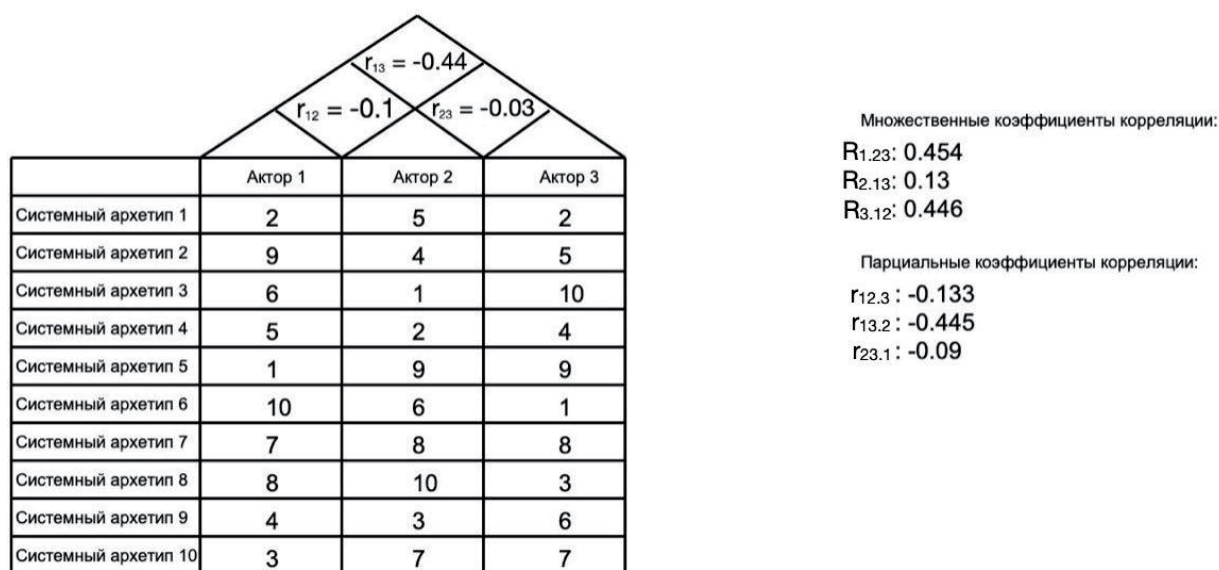 r₁₃ = -0.44
r₁₂ = -0.1 r₂₃ = -0.03
Актор 1 Актор 2 Актор 3
Системный архетип 1 2 5 2
Системный архетип 2 9 4 5
Системный архетип 3 6 1 10
Системный архетип 4 5 2 4
Системный архетип 5 1 9 9
Системный архетип 6 10 6 1
Системный архетип 7 7 8 8
Системный архетип 8 8 10 3
Системный архетип 9 4 3 6
Системный архетип 10 3 7 7
Множественные коэффициенты корреляции:
R₁.₂₃: 0.454
R₂.₁₃: 0.13
R₃.₁₂: 0.446
Парциальные коэффициенты корреляции:
r₁₂.₃ : -0.133
r₁₃.₂ : -0.445
r₂₃.₁ : -0.09